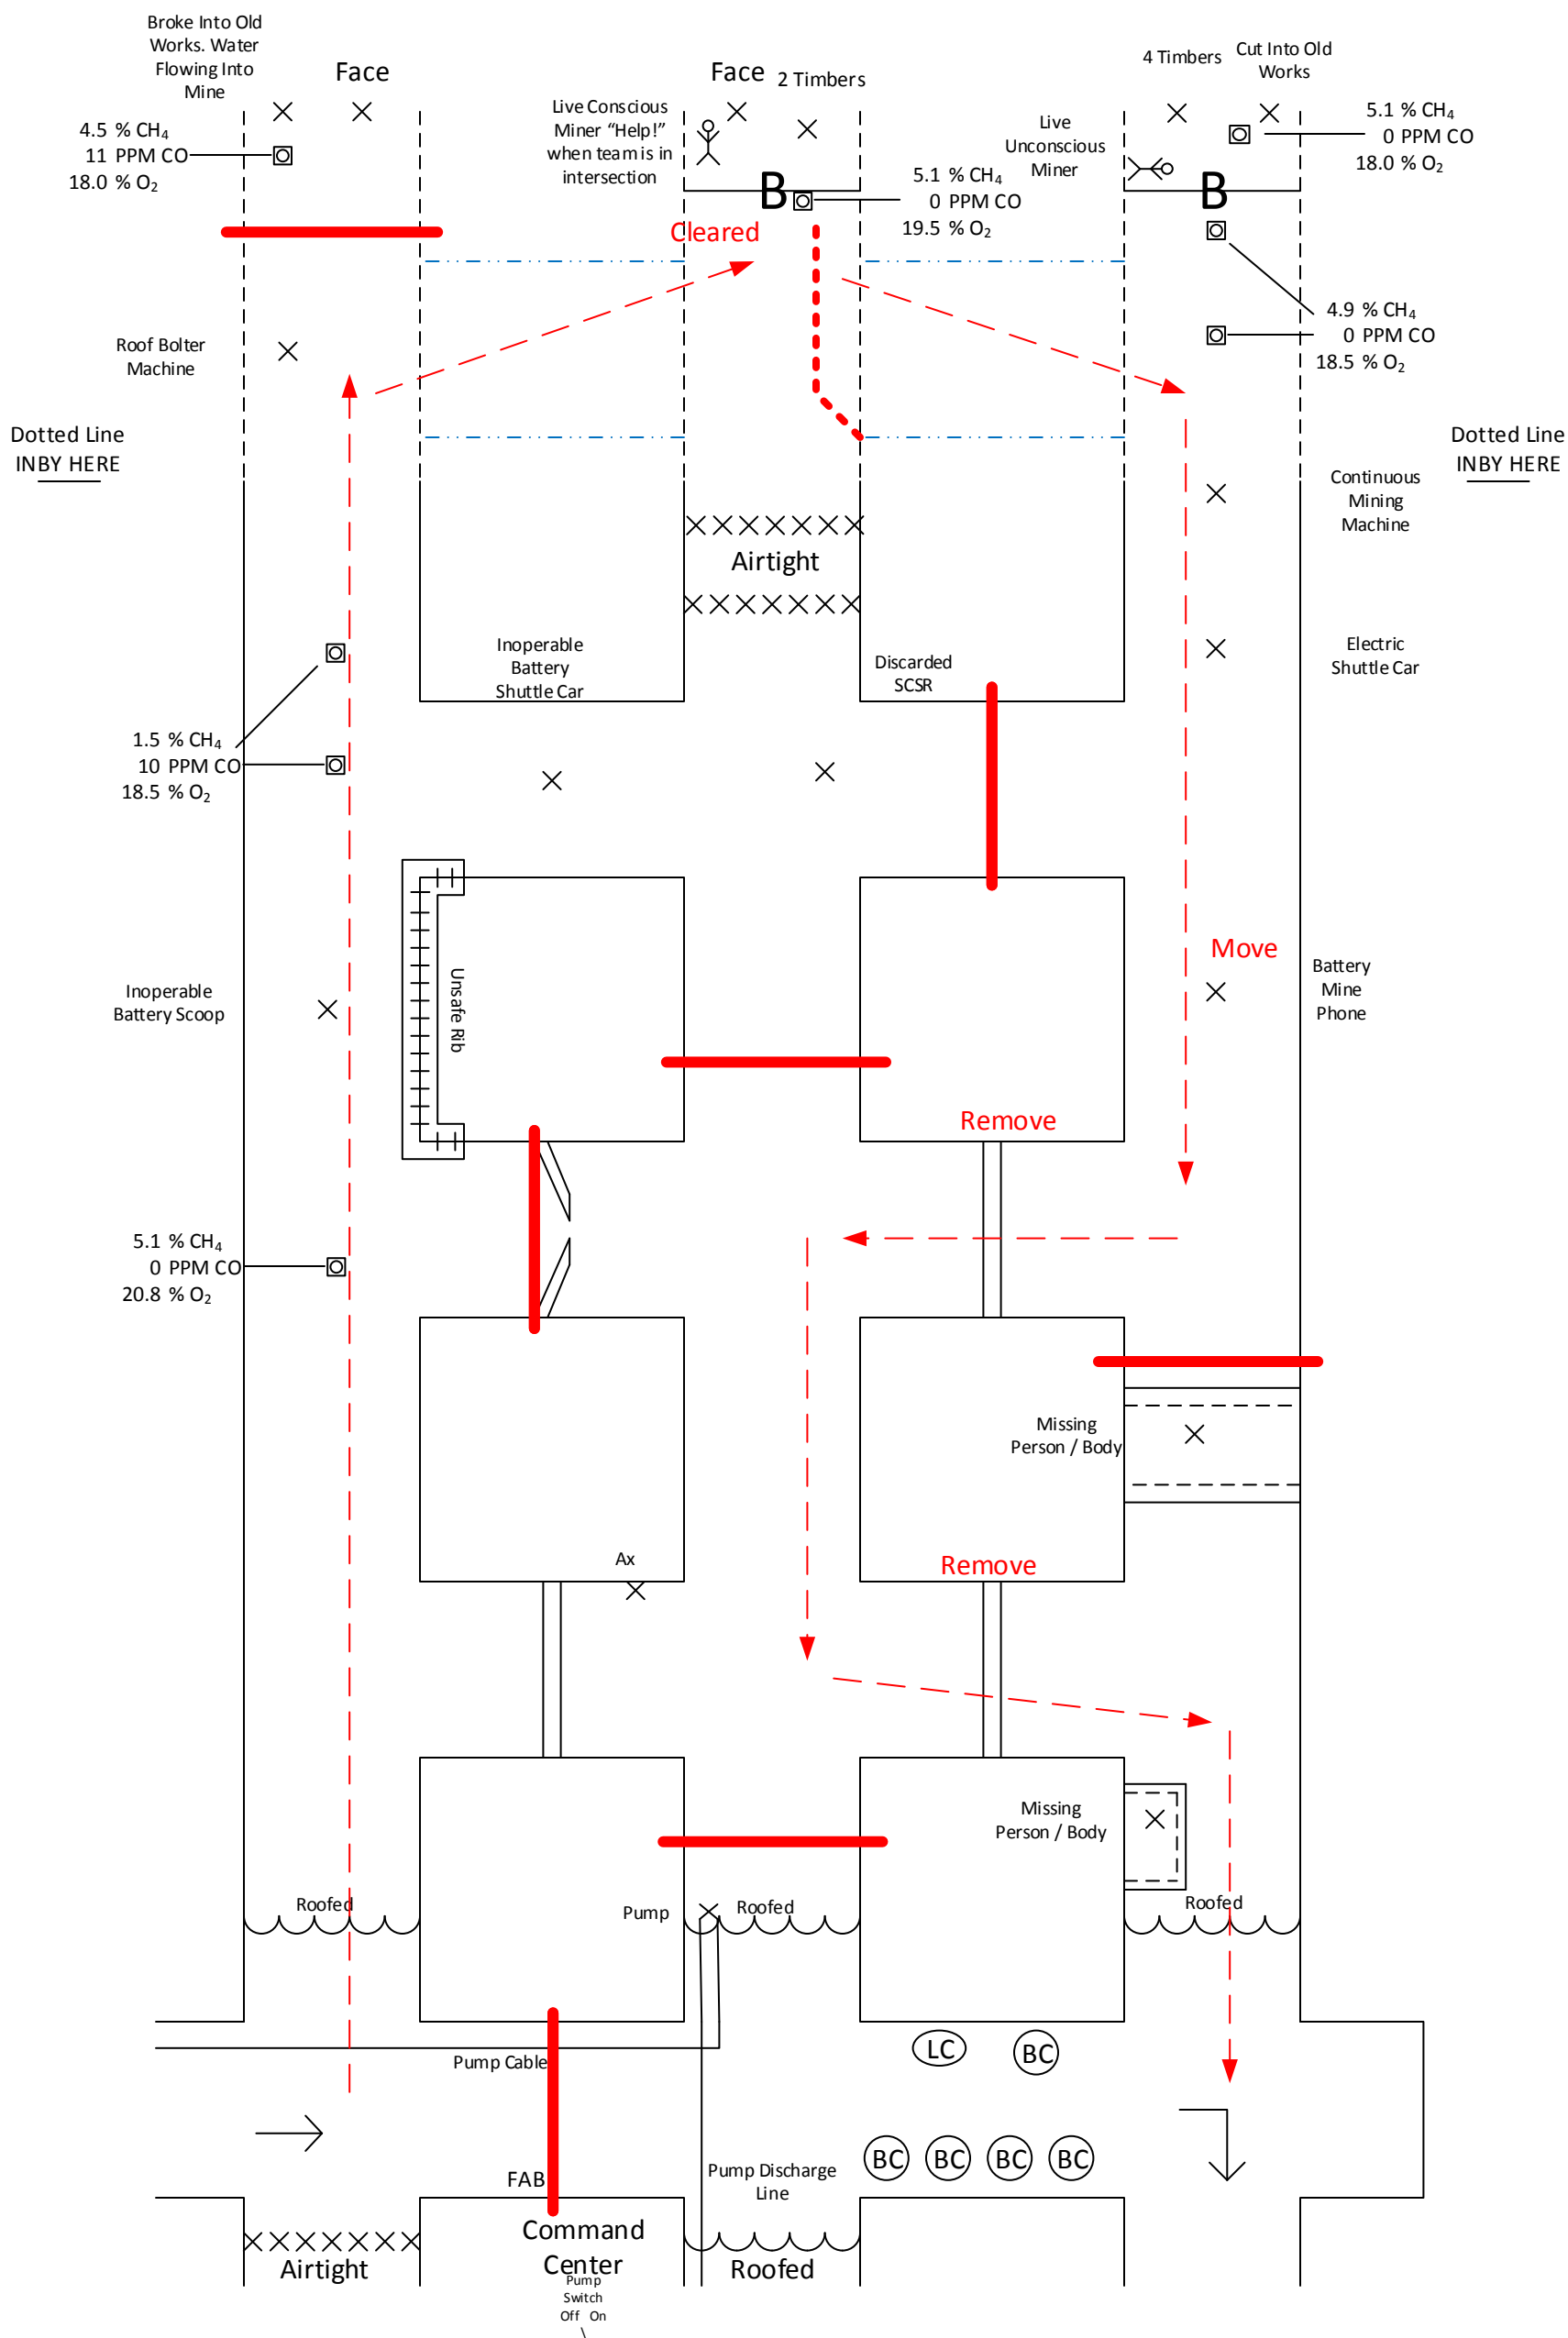 Broke Into Old
Works. Water
Flowing Into
Mine
Face
Face
2 Timbers
4 Timbers
Cut Into Old
Works
4.5 % CH₄
11 PPM CO
18.0 % O₂
Live Conscious
Miner “Help!”
when team is in
intersection
Live
Unconscious
Miner
5.1 % CH₄
0 PPM CO
18.0 % O₂
B
5.1 % CH₄
0 PPM CO
19.5 % O₂
B
Cleared
4.9 % CH₄
0 PPM CO
18.5 % O₂
Roof Bolter
Machine
Dotted Line
INBY HERE
Dotted Line
INBY HERE
Continuous
Mining
Machine
Airtight
Inoperable
Battery
Shuttle Car
Discarded
SCSR
Electric
Shuttle Car
1.5 % CH₄
10 PPM CO
18.5 % O₂
Unsafe Rib
Move
Inoperable
Battery Scoop
Battery
Mine
Phone
Remove
5.1 % CH₄
0 PPM CO
20.8 % O₂
Missing
Person / Body
Ax
Remove
Missing
Person / Body
Roofed
Pump
Roofed
Roofed
LC
BC
Pump Cable
BC
BC
BC
BC
FAB
Pump Discharge
Line
Command
Center
Airtight
Roofed
Pump
Switch
Off On